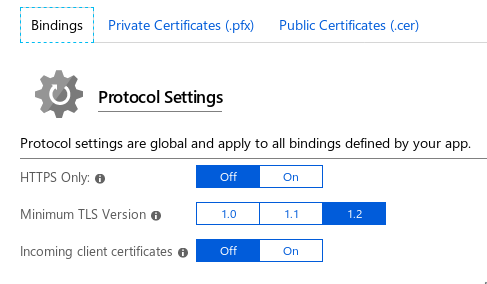 Bindings Private Certificates (.pfx) Public Certificates (.cer)
Protocol Settings
Protocol settings are global and apply to all bindings defined by your app.
HTTPS Only: Off On
Minimum TLS Version 1.0 1.1 1.2
Incoming client certificates Off On